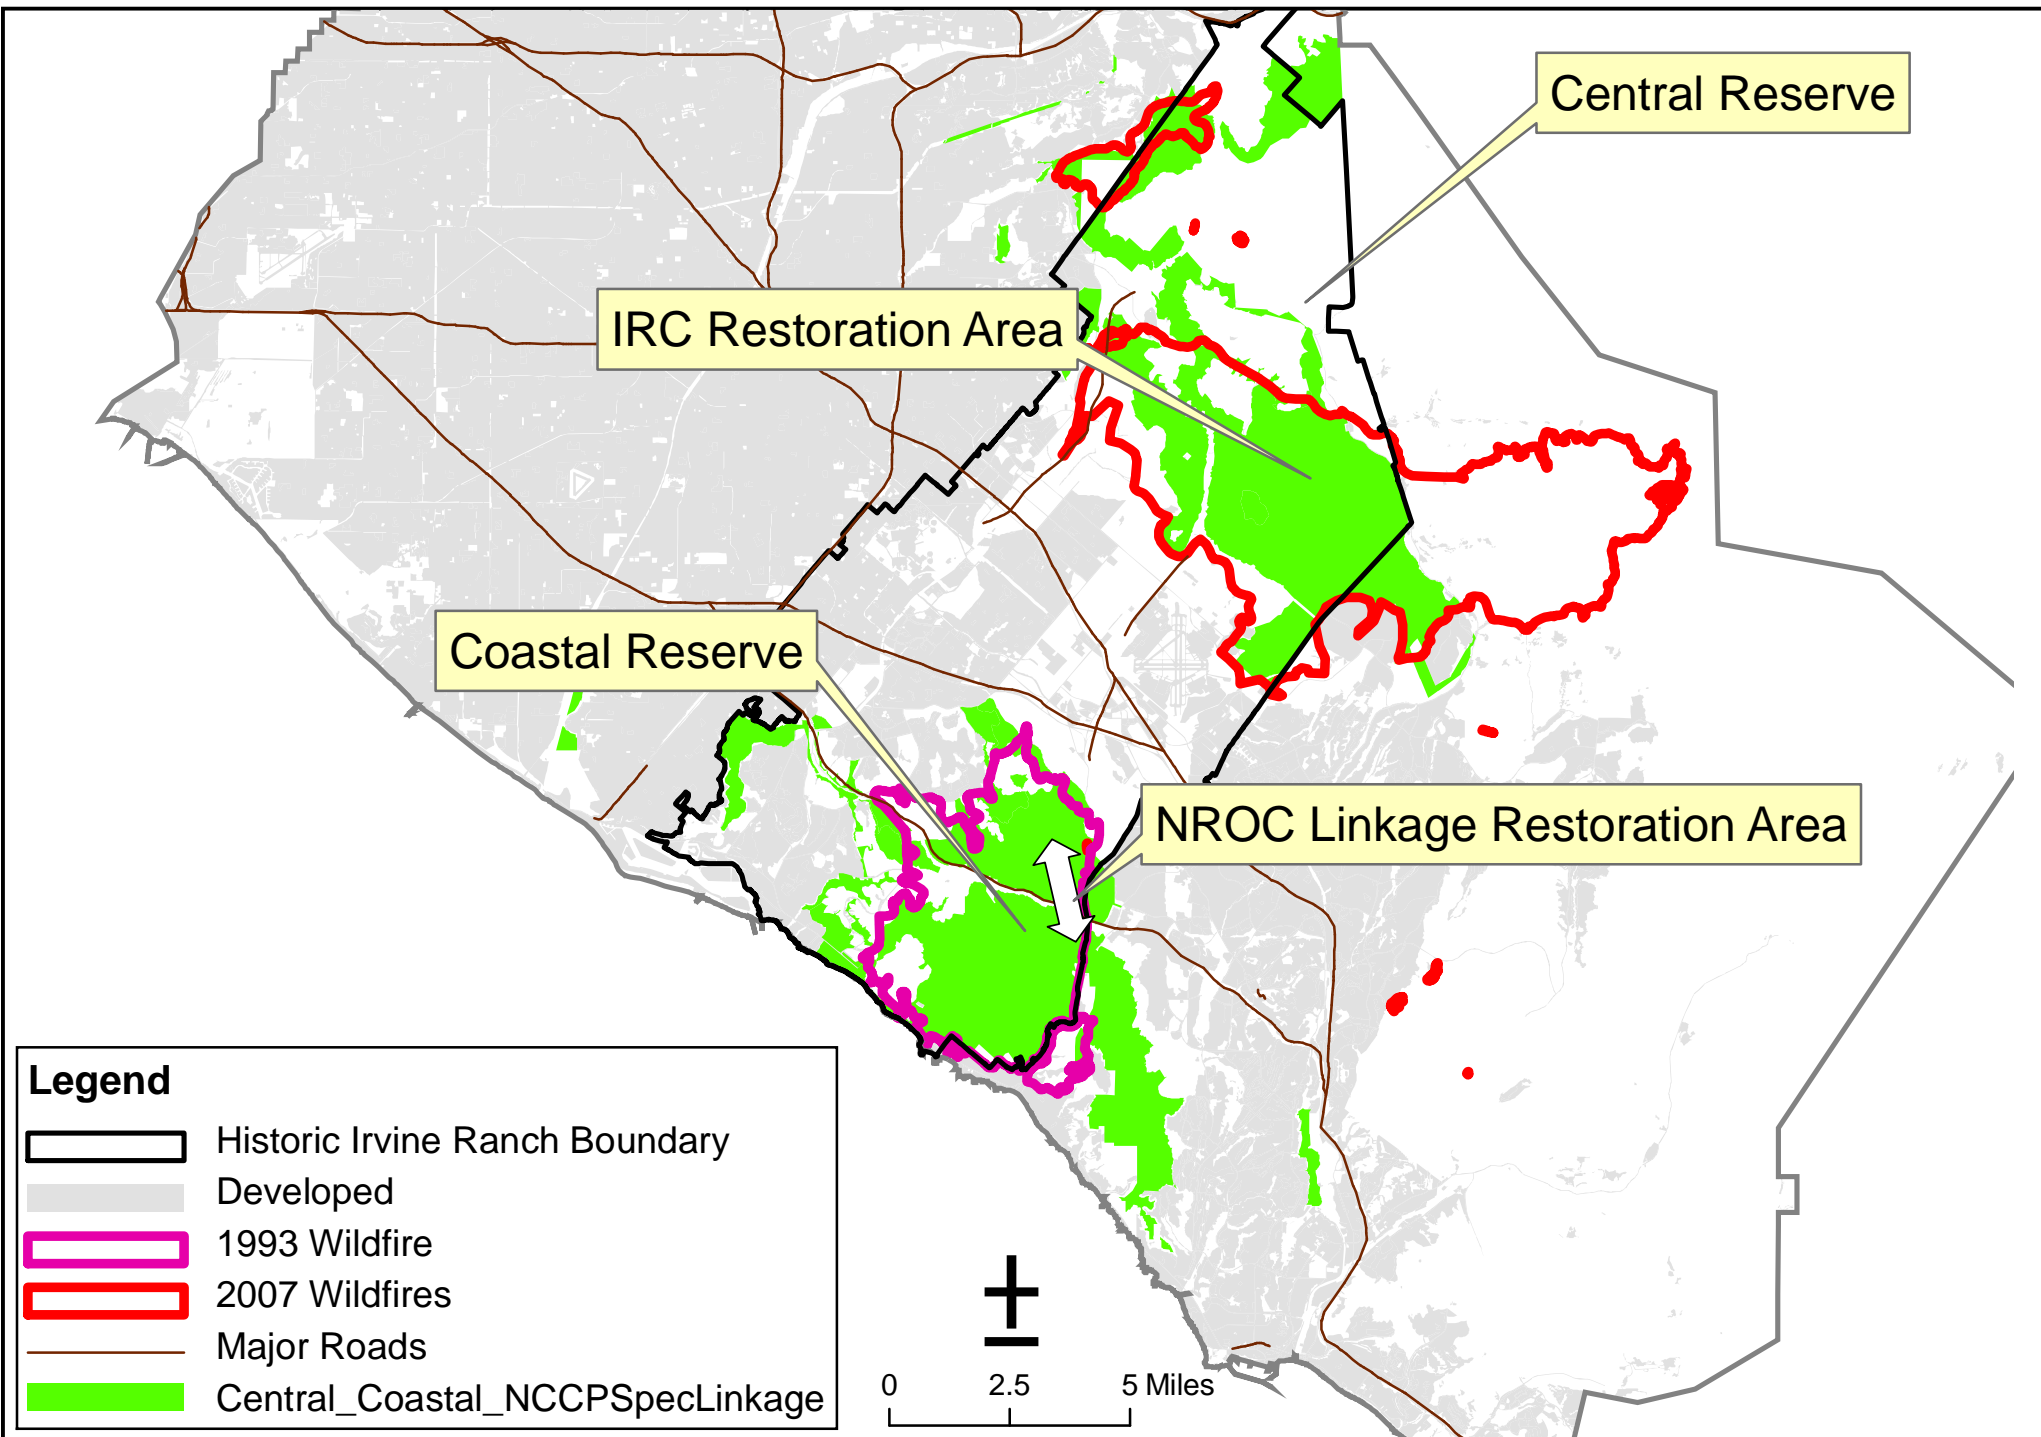 Central Reserve
IRC Restoration Area
Coastal Reserve
NROC Linkage Restoration Area
Legend
Historic Irvine Ranch Boundary
Developed
1993 Wildfire
2007 Wildfires
Major Roads
Central_Coastal_NCCPSpecLinkage
±
0 2.5 5 Miles